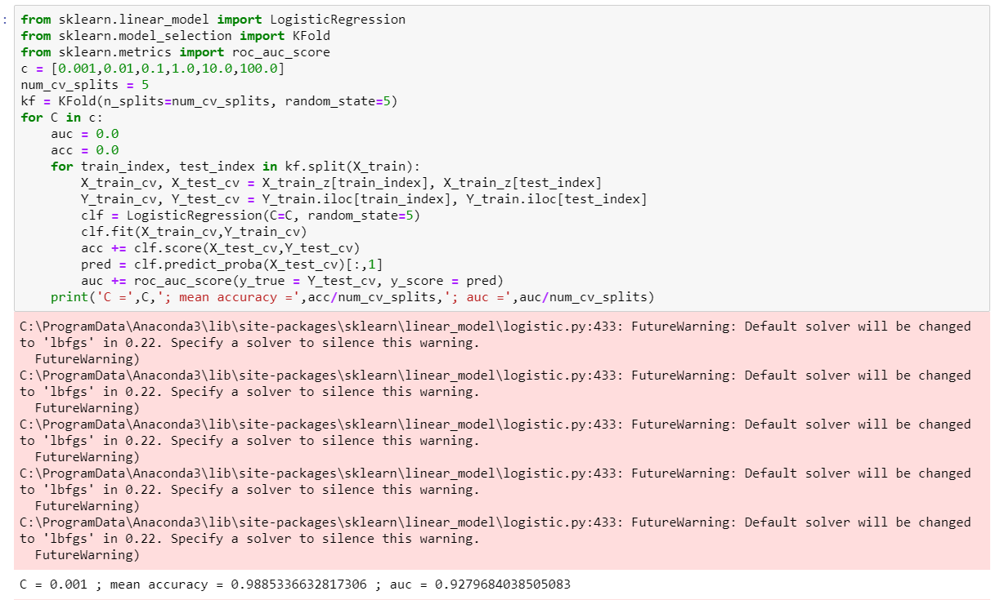 :
from sklearn.linear_model import LogisticRegression
from sklearn.model_selection import KFold
from sklearn.metrics import roc_auc_score
c = [0.001,0.01,0.1,1.0,10.0,100.0]
num_cv_splits = 5
kf = KFold(n_splits=num_cv_splits, random_state=5)
for C in c:
    auc = 0.0
    acc = 0.0
    for train_index, test_index in kf.split(X_train):
        X_train_cv, X_test_cv = X_train_z[train_index], X_train_z[test_index]
        Y_train_cv, Y_test_cv = Y_train.iloc[train_index], Y_train.iloc[test_index]
        clf = LogisticRegression(C=C, random_state=5)
        clf.fit(X_train_cv,Y_train_cv)
        acc += clf.score(X_test_cv,Y_test_cv)
        pred = clf.predict_proba(X_test_cv)[:,1]
        auc += roc_auc_score(y_true = Y_test_cv, y_score = pred)
    print('C =',C,'; mean accuracy =',acc/num_cv_splits,'; auc =',auc/num_cv_splits)
C:\ProgramData\Anaconda3\lib\site-packages\sklearn\linear_model\logistic.py:433: FutureWarning: Default solver will be changed
to 'lbfgs' in 0.22. Specify a solver to silence this warning.
  FutureWarning)
C:\ProgramData\Anaconda3\lib\site-packages\sklearn\linear_model\logistic.py:433: FutureWarning: Default solver will be changed
to 'lbfgs' in 0.22. Specify a solver to silence this warning.
  FutureWarning)
C:\ProgramData\Anaconda3\lib\site-packages\sklearn\linear_model\logistic.py:433: FutureWarning: Default solver will be changed
to 'lbfgs' in 0.22. Specify a solver to silence this warning.
  FutureWarning)
C:\ProgramData\Anaconda3\lib\site-packages\sklearn\linear_model\logistic.py:433: FutureWarning: Default solver will be changed
to 'lbfgs' in 0.22. Specify a solver to silence this warning.
  FutureWarning)
C:\ProgramData\Anaconda3\lib\site-packages\sklearn\linear_model\logistic.py:433: FutureWarning: Default solver will be changed
to 'lbfgs' in 0.22. Specify a solver to silence this warning.
  FutureWarning)
C = 0.001 ; mean accuracy = 0.9885336632817306 ; auc = 0.9279684038505083